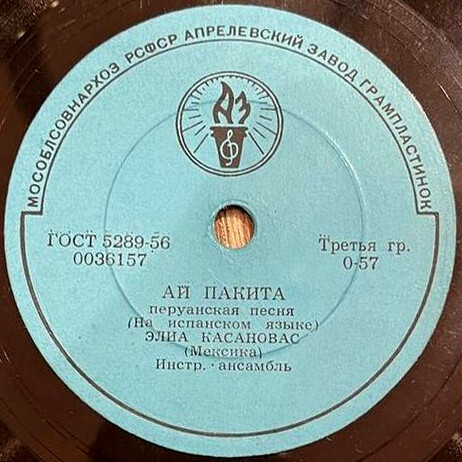 МОСОБЛСОВНАРХОЗ РСФСР АПРЕЛЕВСКИЙ ЗАВОД ГРАМПЛАСТИНОК
АЗ
ГОСТ 5289-56
0036157
Третья гр.
0-57
АЙ ПАКИТА
перуанская песня
(На испанском языке)
ЭЛИА КАСАНОВАС
(Мексика)
Инстр. ансамбль